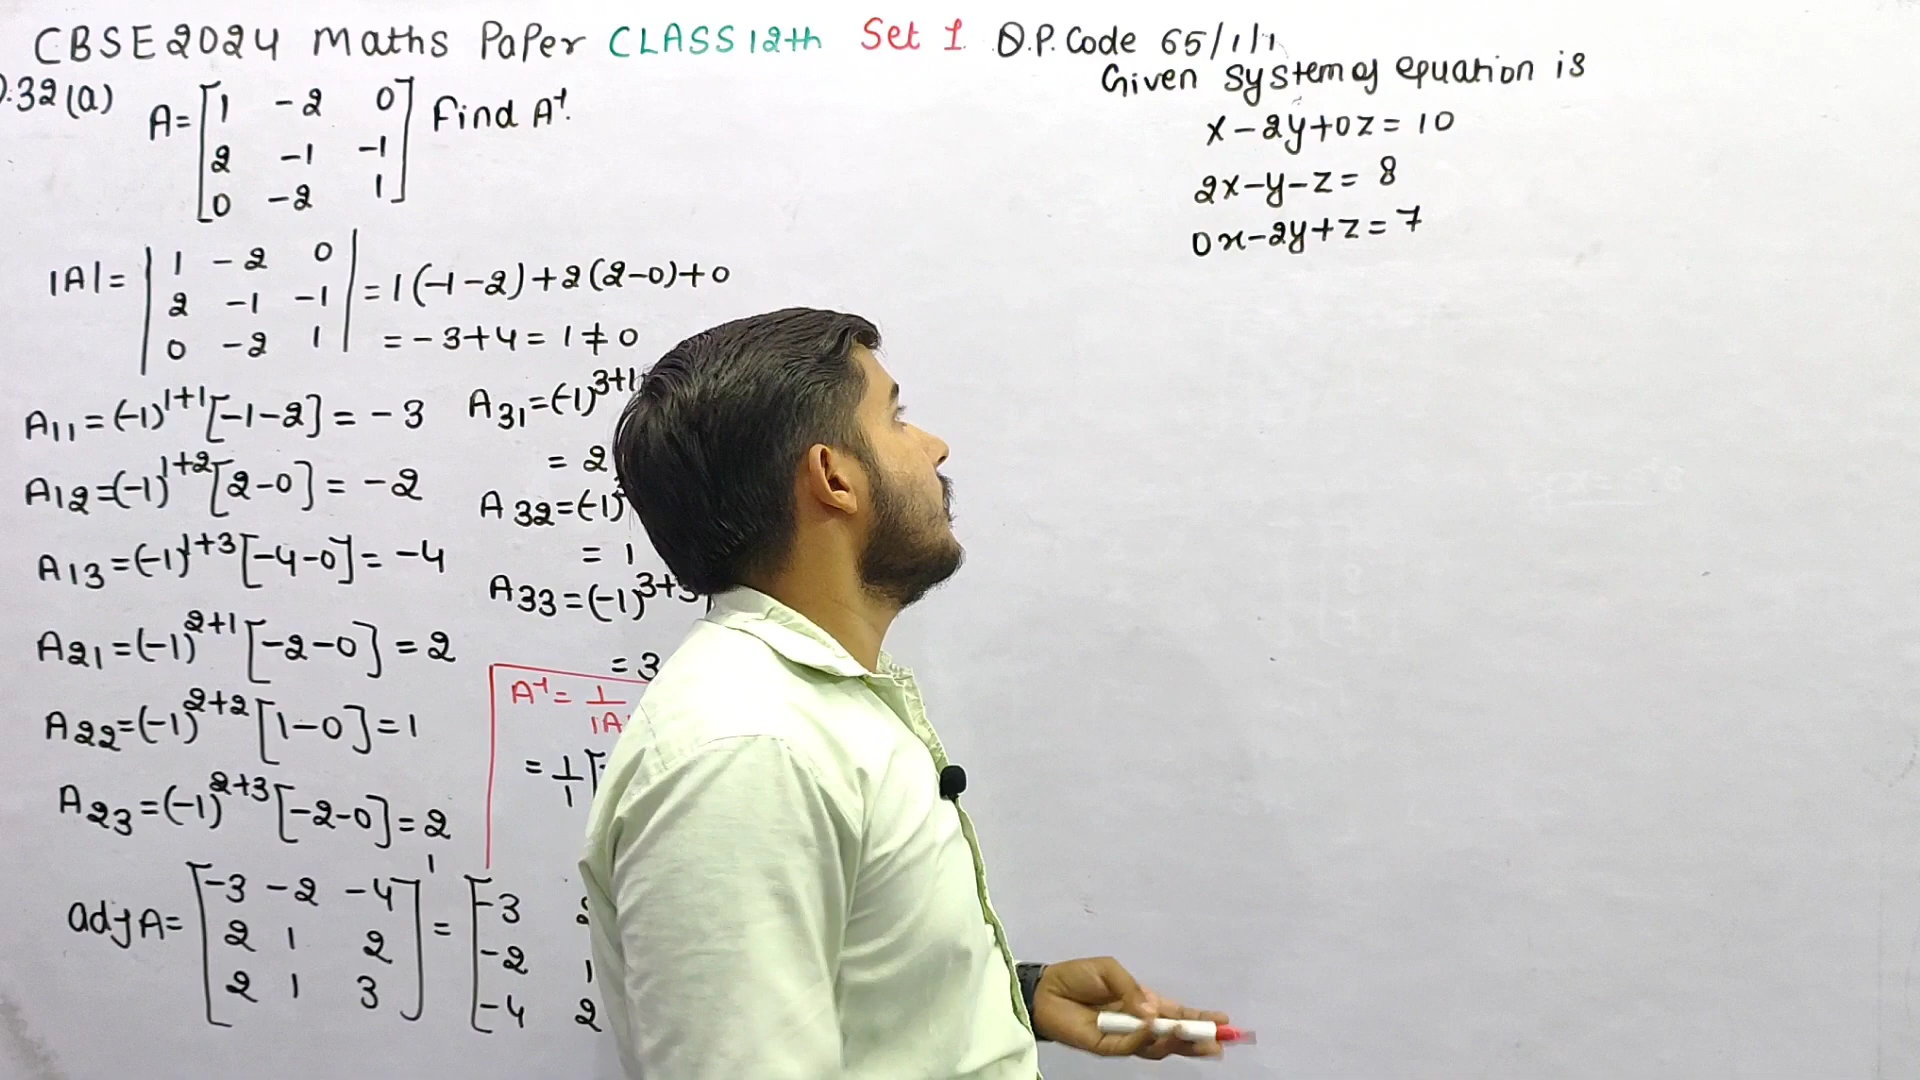 CBSE 2024 Maths Paper CLASS 12th Set 1 Q.P. Code 65/1/1
.32(a) A= [1 -2 0] Find A⁻¹.
[2 -1 -1]
[0 -2 1]
|A|= |1 -2 0| = 1(-1-2)+2(2-0)+0
|2 -1 -1|
|0 -2 1| = -3+4 = 1 ≠ 0
A11 = (-1)^1+1 [-1-2] = -3
A12 = (-1)^1+2 [2-0] = -2
A13 = (-1)^1+3 [-4-0] = -4
A21 = (-1)^2+1 [-2-0] = 2
A22 = (-1)^2+2 [1-0] = 1
A23 = (-1)^2+3 [-2-0] = 2
adjA = [-3 -2 -4]' = [-3
[2 1 2] [-2 1
[2 1 3] [-4 2
A31 = (-1)^3+1
= 2
A32 = (-1)
= 1
A33 = (-1)^3+3
= 3
A⁻¹ = 1/|A|
= 1/1 [
Given system of equation is
x-2y+0z = 10
2x-y-z = 8
0x-2y+z = 7